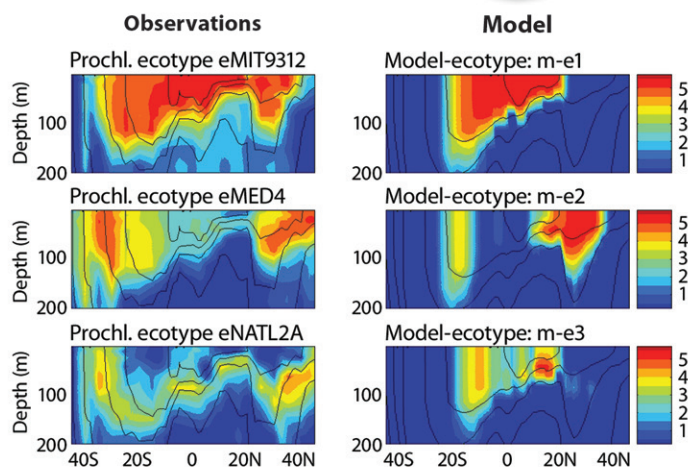 Observations
Model
Prochl. ecotype eMIT9312
Model-ecotype: m-e1
Depth (m)
100
200
5
4
3
2
1
Prochl. ecotype eMED4
Model-ecotype: m-e2
Depth (m)
100
200
5
4
3
2
1
Prochl. ecotype eNATL2A
Model-ecotype: m-e3
Depth (m)
100
200
5
4
3
2
1
40S 20S 0 20N 40N
40S 20S 0 20N 40N